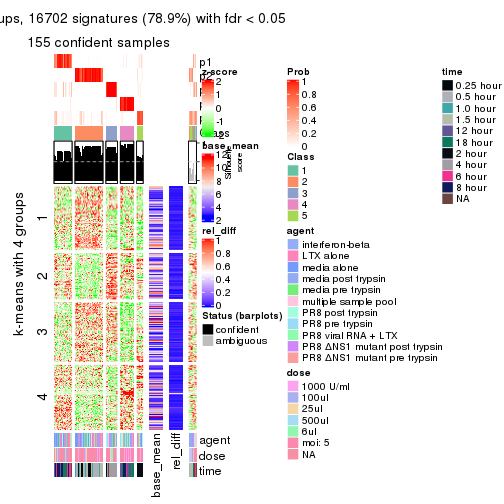 ups, 16702 signatures (78.9%) with fdr < 0.05
155 confident samples
p1
p2
z-score
2
1
0
-1
-2
base_mean
12
10
8
6
4
2
Silhouette
score
rel_diff
1
0.8
0.6
0.4
0.2
0
Status (barplots)
confident
ambiguous
k-means with 4 groups
1
2
3
4
agent
dose
time
base_mean
rel_diff
Prob
1
0.8
0.6
0.4
0.2
0
Class
1
2
3
4
5
agent
interferon-beta
LTX alone
media alone
media post trypsin
media pre trypsin
multiple sample pool
PR8 post trypsin
PR8 pre trypsin
PR8 viral RNA + LTX
PR8 ΔNS1 mutant post trypsin
PR8 ΔNS1 mutant pre trypsin
dose
1000 U/ml
100ul
25ul
500ul
6ul
moi: 5
NA
time
0.25 hour
0.5 hour
1.0 hour
1.5 hour
12 hour
18 hour
2 hour
4 hour
6 hour
8 hour
NA